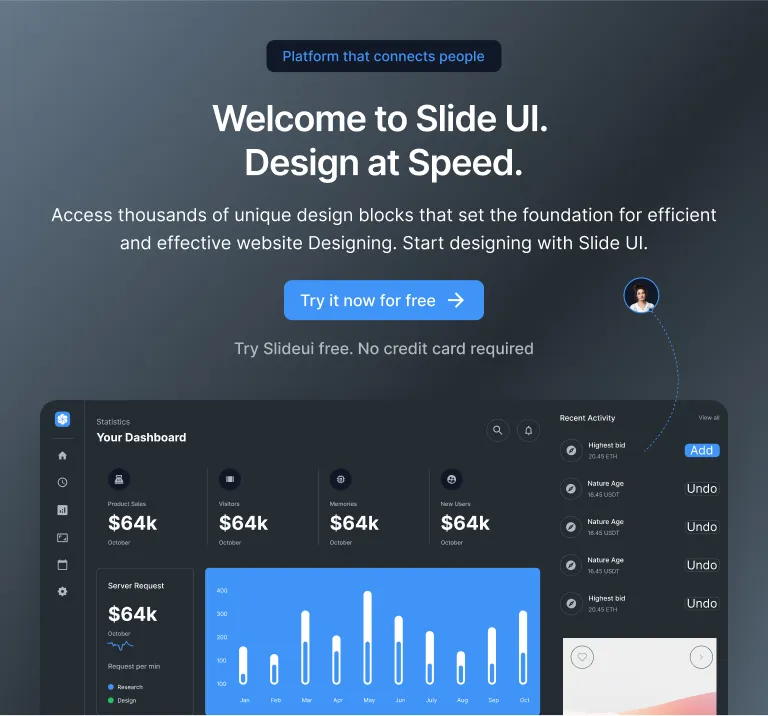 Platform that connects people
Welcome to Slide UI.
Design at Speed.
Access thousands of unique design blocks that set the foundation for efficient
and effective website Designing. Start designing with Slide UI.
Try it now for free
Try Slideui free. No credit card required
Statistics
Your Dashboard
Product Sales
$64k
October
Visitors
$64k
October
Memories
$64k
October
New Users
$64k
October
Server Request
$64k
October
Request per min
Research
Design
400
300
200
100
100
Jan Feb Mar Apr May Jun July Aug Sep Oct
Recent Activity View all
Highest bid
20.45 ETH
Add
Nature Age
16.45 USDT
Undo
Nature Age
16.45 USDT
Undo
Nature Age
16.45 USDT
Undo
Highest bid
20.45 ETH
Undo